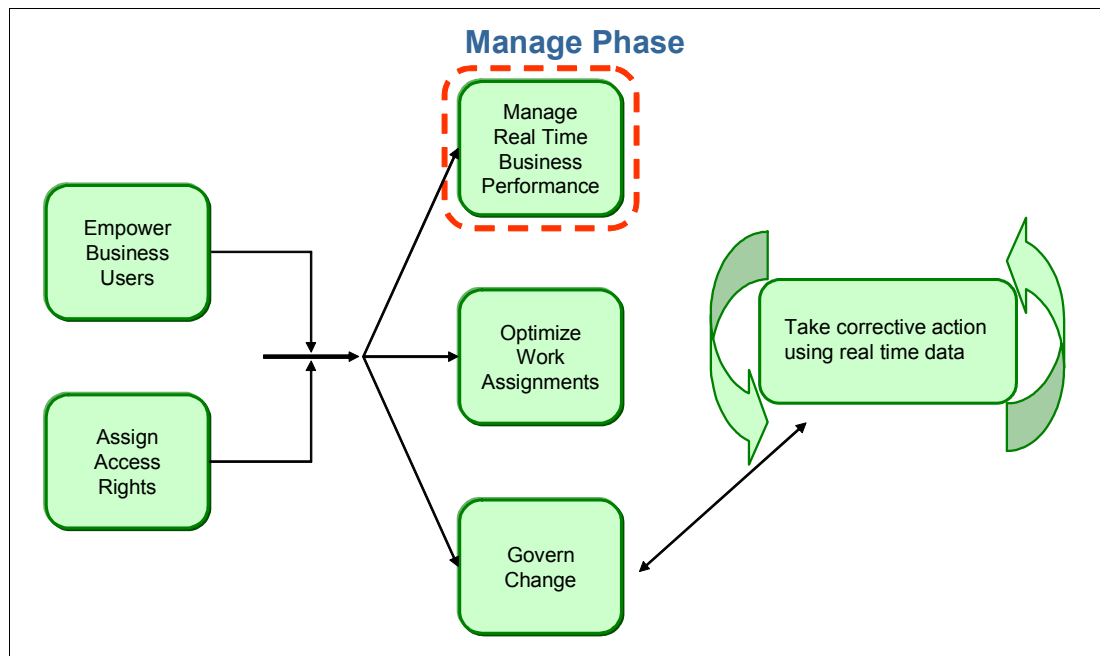 Manage Phase
Manage
Real Time
Business
Performance
Empower
Business
Users
Take corrective action
using real time data
Optimize
Work
Assignments
Assign
Access
Rights
Govern
Change